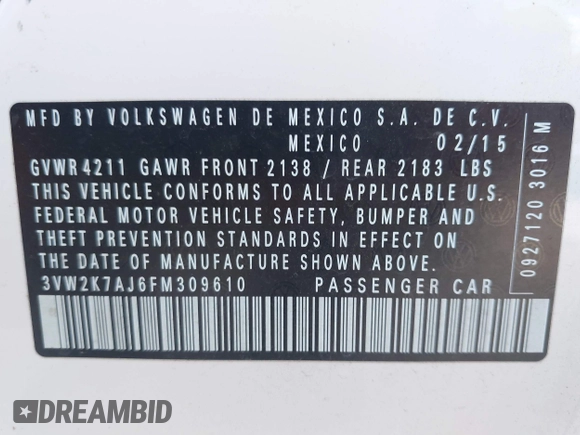 MFD BY VOLKSWAGEN DE MEXICO S.A. DE C.V.
MEXICO 02/15
GVWR 4211 GAWR FRONT 2138 / REAR 2183 LBS
THIS VEHICLE CONFORMS TO ALL APPLICABLE U.S.
FEDERAL MOTOR VEHICLE SAFETY, BUMPER AND
THEFT PREVENTION STANDARDS IN EFFECT ON
THE DATE OF MANUFACTURE SHOWN ABOVE.
3VW2K7AJ6FM309610 PASSENGER CAR
0927120 3016 M
DREAMBID